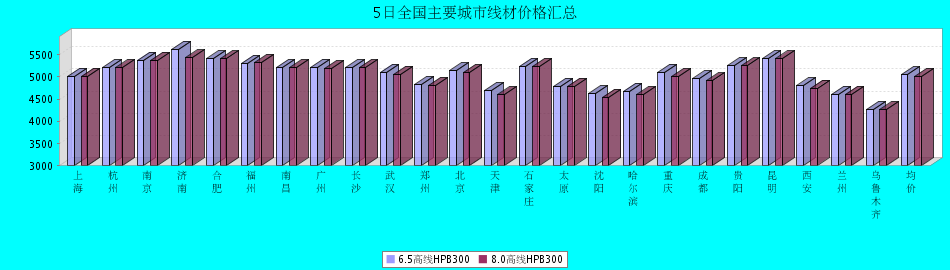 5日全国主要城市线材价格汇总
5500
5000
4500
4000
3500
3000
上海
杭州
南京
济南
合肥
福州
南昌
广州
长沙
武汉
郑州
北京
天津
石家庄
太原
沈阳
哈尔滨
重庆
成都
贵阳
昆明
西安
兰州
乌鲁木齐
均价
6.5高线HPB300
8.0高线HPB300